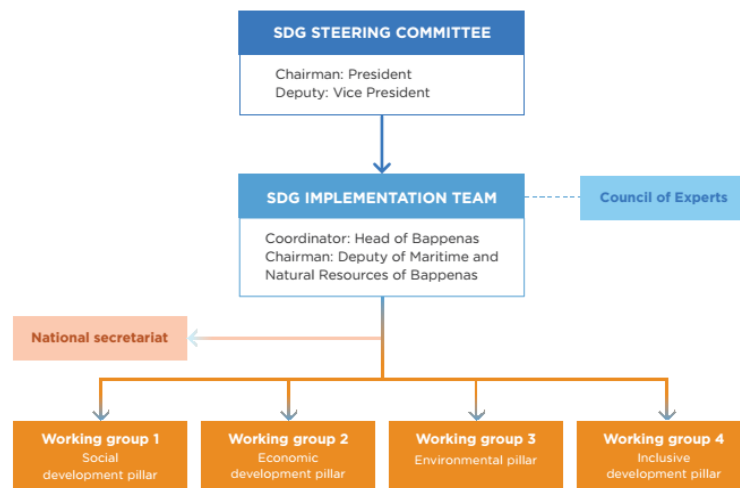 SDG STEERING COMMITTEE
Chairman: President
Deputy: Vice President
SDG IMPLEMENTATION TEAM
Council of Experts
Coordinator: Head of Bappenas
Chairman: Deputy of Maritime and
Natural Resources of Bappenas
National secretariat
Working group 1
Social
development pillar
Working group 2
Economic
development pillar
Working group 3
Environmental pillar
Working group 4
Inclusive
development pillar